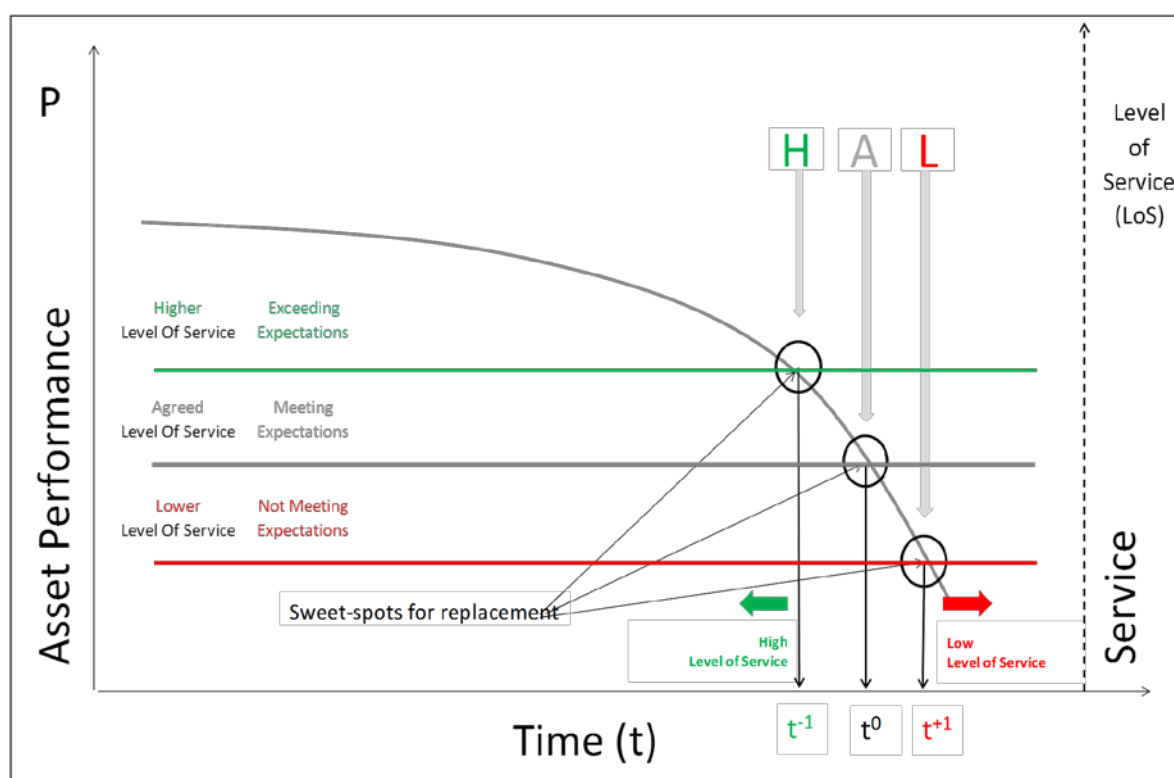 P
H
A
L
Level
of
Service
(LoS)
Asset Performance
Higher
Level Of Service
Exceeding
Expectations
Agreed
Level Of Service
Meeting
Expectations
Lower
Level Of Service
Not Meeting
Expectations
Sweet-spots for replacement
High
Level of Service
Low
Level of Service
Service
Time (t)
t-1
t0
t+1